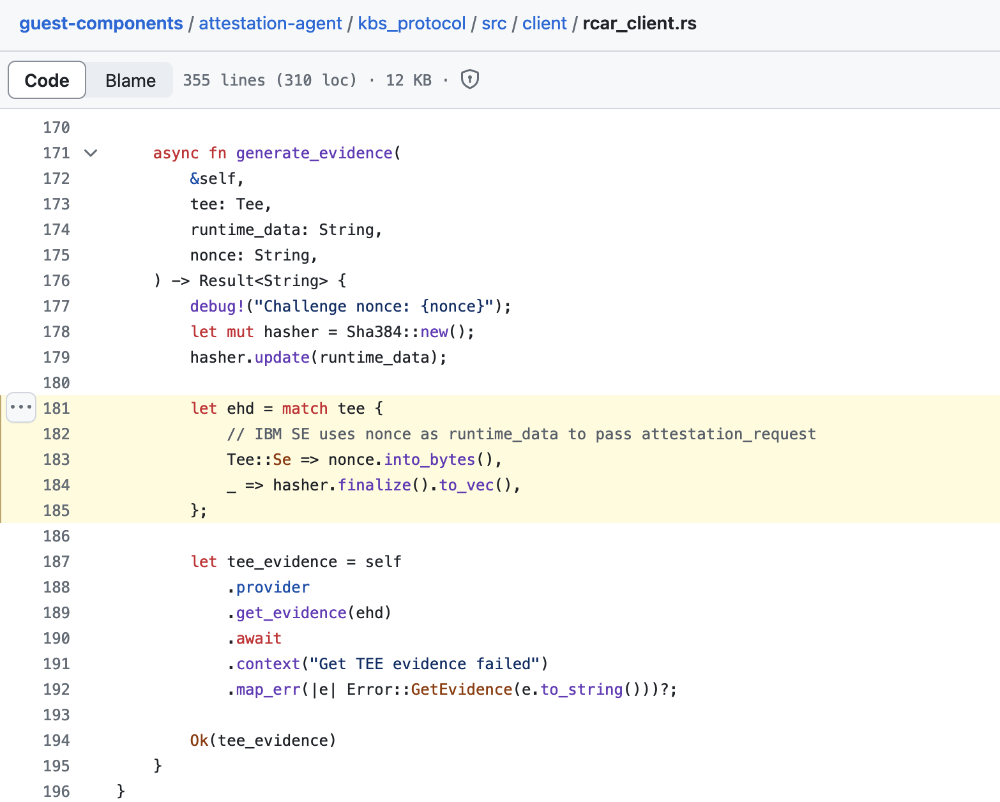 guest-components / attestation-agent / kbs_protocol / src / client / rcar_client.rs
Code Blame 355 lines (310 loc) · 12 KB ·
170
171 async fn generate_evidence(
172 &self,
173 tee: Tee,
174 runtime_data: String,
175 nonce: String,
176 ) -> Result<String> {
177 debug!("Challenge nonce: {nonce}");
178 let mut hasher = Sha384::new();
179 hasher.update(runtime_data);
180
181 let ehd = match tee {
182 // IBM SE uses nonce as runtime_data to pass attestation_request
183 Tee::Se => nonce.into_bytes(),
184 _ => hasher.finalize().to_vec(),
185 };
186
187 let tee_evidence = self
188 .provider
189 .get_evidence(ehd)
190 .await
191 .context("Get TEE evidence failed")
192 .map_err(|e| Error::GetEvidence(e.to_string()))?;
193
194 Ok(tee_evidence)
195 }
196 }